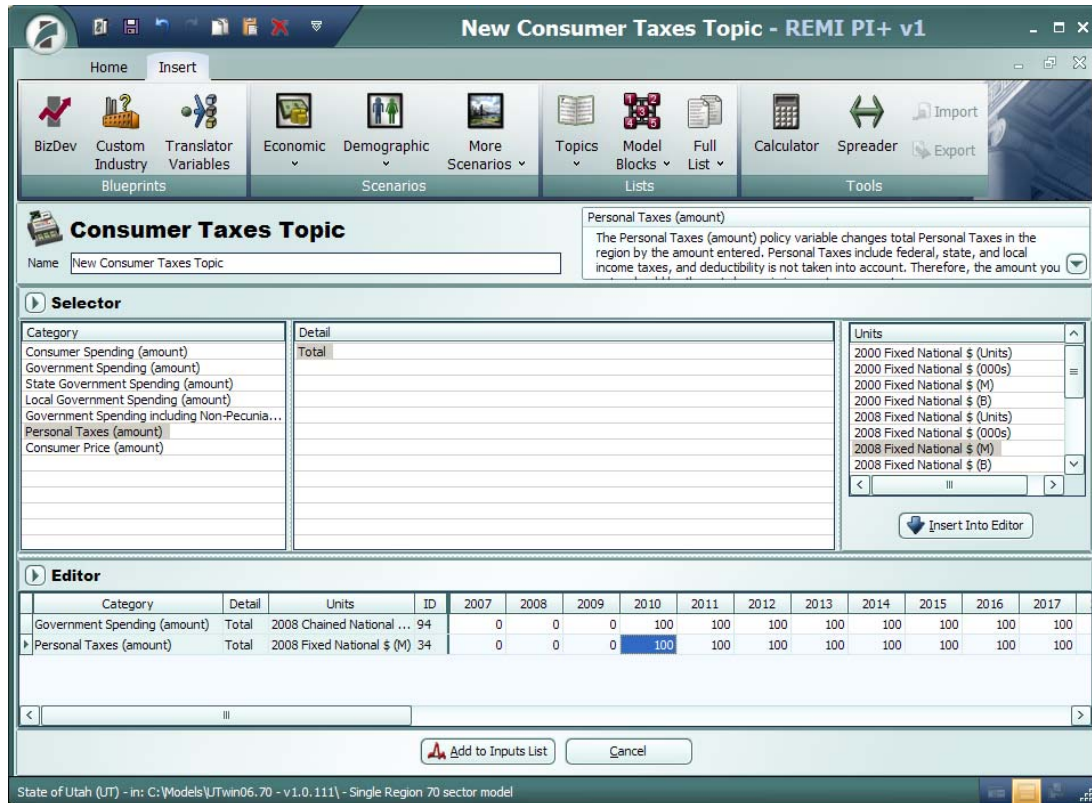 New Consumer Taxes Topic - REMI PI+ v1
Home Insert
BizDev Custom Industry Translator Variables Economic Demographic More Scenarios Topics Model Blocks Full List Calculator Spreader Import
Export
Blueprints Scenarios Lists Tools
Consumer Taxes Topic
Name New Consumer Taxes Topic
Personal Taxes (amount)
The Personal Taxes (amount) policy variable changes total Personal Taxes in the
region by the amount entered. Personal Taxes include federal, state, and local
income taxes, and deductibility is not taken into account. Therefore, the amount you
Selector
Category
Consumer Spending (amount)
Government Spending (amount)
State Government Spending (amount)
Local Government Spending (amount)
Government Spending including Non-Pecunia...
Personal Taxes (amount)
Consumer Price (amount)
Detail
Total
Units
2000 Fixed National $ (Units)
2000 Fixed National $ (000s)
2000 Fixed National $ (M)
2000 Fixed National $ (B)
2008 Fixed National $ (Units)
2008 Fixed National $ (000s)
2008 Fixed National $ (M)
2008 Fixed National $ (B)
Insert Into Editor
Editor
Category Detail Units ID 2007 2008 2009 2010 2011 2012 2013 2014 2015 2016 2017
Government Spending (amount) Total 2008 Chained National ... 94 0 0 0 100 100 100 100 100 100 100 100
Personal Taxes (amount) Total 2008 Fixed National $ (M) 34 0 0 0 100 100 100 100 100 100 100 100
Add to Inputs List Cancel
State of Utah (UT) - in: C:\Models\UTwin06.70 - v1.0.111\ - Single Region 70 sector model